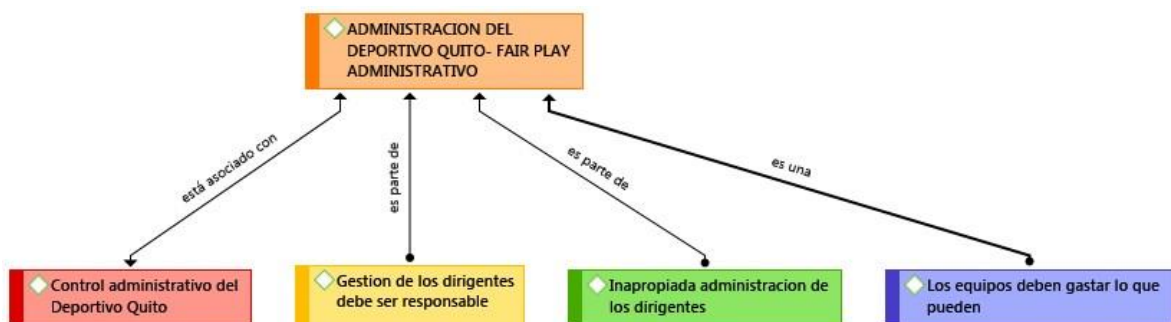 ADMINISTRACION DEL
DEPORTIVO QUITO- FAIR PLAY
ADMINISTRATIVO
está asociado con
es parte de
es parte de
es una
Control administrativo del
Deportivo Quito
Gestion de los dirigentes
debe ser responsable
Inapropiada administracion de
los dirigentes
Los equipos deben gastar lo que
pueden